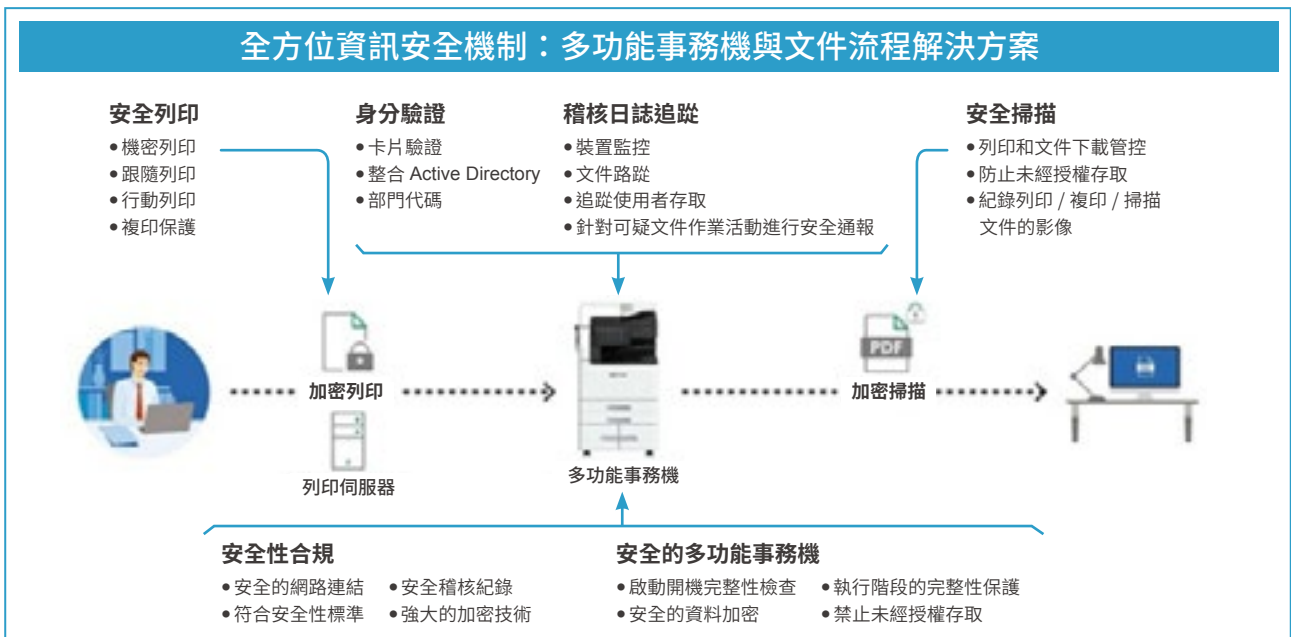 全方位資訊安全機制：多功能事務機與文件流程解決方案
安全列印
•機密列印
•跟隨列印
•行動列印
•複印保護
身分驗證
•卡片驗證
•整合 Active Directory
•部門代碼
稽核日誌追蹤
•裝置監控
•文件路蹤
•追蹤使用者存取
•針對可疑文件作業活動進行安全通報
安全掃描
•列印和文件下載管控
•防止未經授權存取
•紀錄列印 / 複印 / 掃描
文件的影像
加密列印
列印伺服器
多功能事務機
PDF
加密掃描
安全性合規
•安全的網路連結 •安全稽核紀錄
•符合安全性標準 •強大的加密技術
安全的多功能事務機
•啟動開機完整性檢查 •執行階段的完整性保護
•安全的資料加密 •禁止未經授權存取